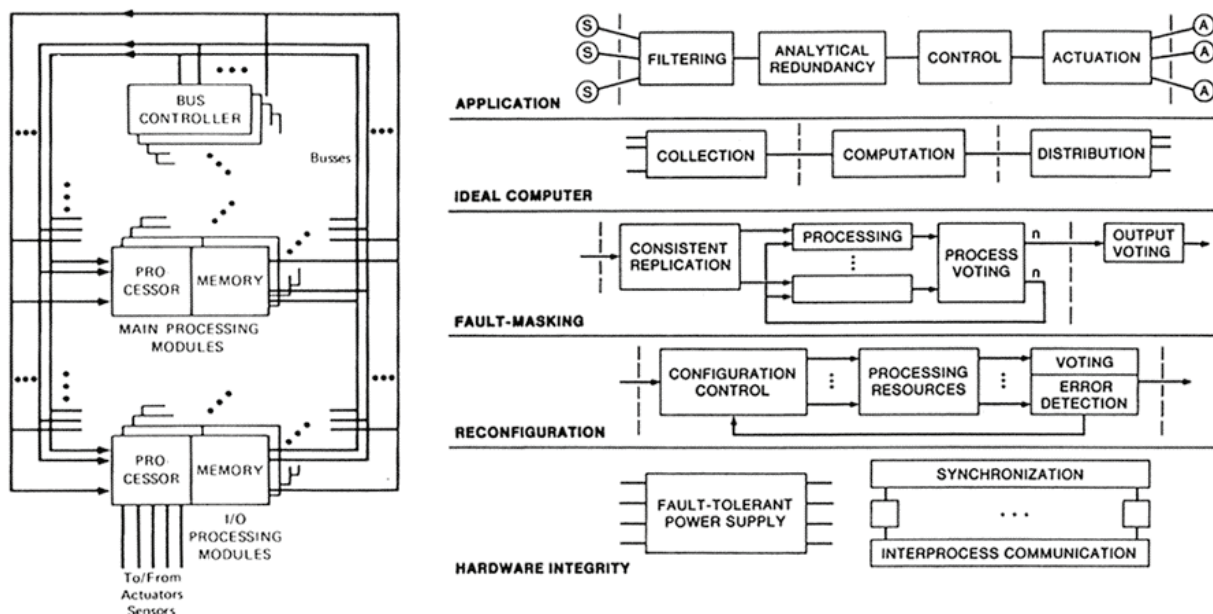 BUS
CONTROLLER
Busses
PRO-
CESSOR
MEMORY
MAIN PROCESSING
MODULES
PRO-
CESSOR
MEMORY
I/O
PROCESSING
MODULES
To/From
Actuators
Sensors
S
S
S
FILTERING
ANALYTICAL
REDUNDANCY
CONTROL
ACTUATION
A
A
A
APPLICATION
COLLECTION
COMPUTATION
DISTRIBUTION
IDEAL COMPUTER
CONSISTENT
REPLICATION
PROCESSING
PROCESS
VOTING
n
n
OUTPUT
VOTING
FAULT-MASKING
CONFIGURATION
CONTROL
PROCESSING
RESOURCES
VOTING
ERROR
DETECTION
RECONFIGURATION
FAULT-TOLERANT
POWER SUPPLY
SYNCHRONIZATION
INTERPROCESS COMMUNICATION
HARDWARE INTEGRITY